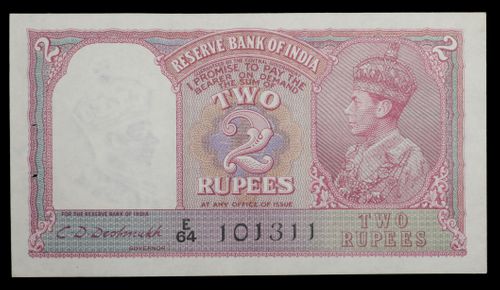 2
RESERVE BANK OF INDIA
2
GUARANTEED BY THE CENTRAL GOVERNMENT
I PROMISE TO PAY THE
BEARER ON DEMAND
THE SUM OF
TWO
2
RUPEES
AT ANY OFFICE OF ISSUE
FOR THE RESERVE BANK OF INDIA
C. D. Deshmukh
GOVERNOR
E/64 101311
TWO
RUPEES